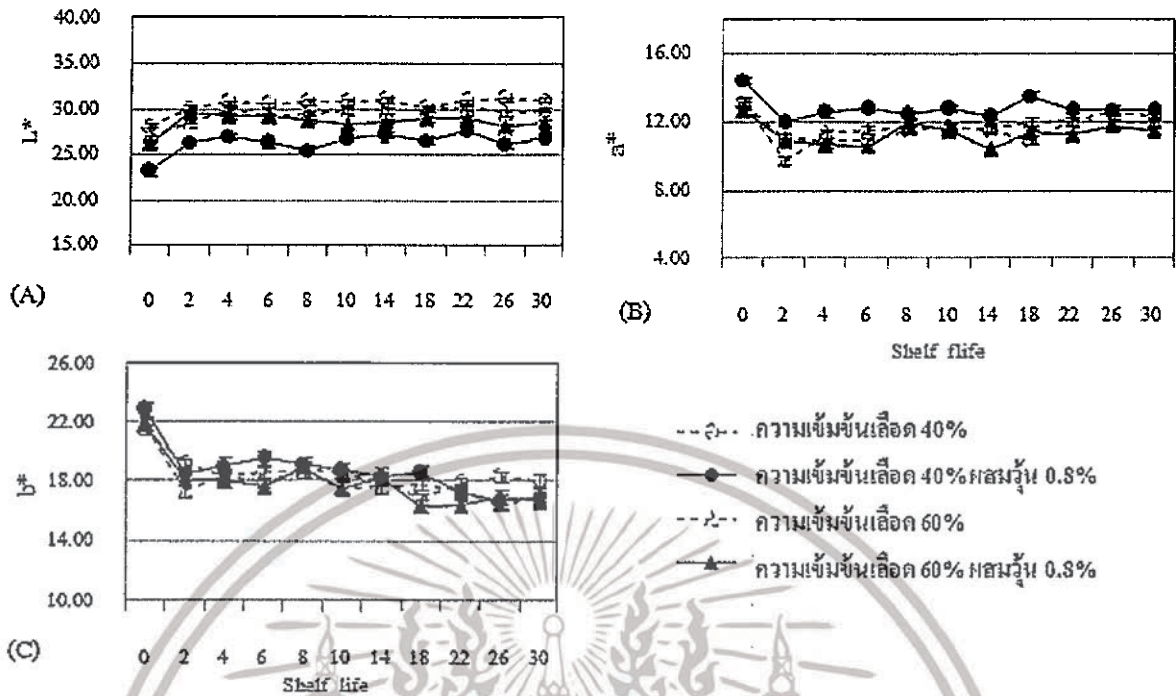 40.00
35.00
30.00
25.00
20.00
15.00
L*
(A)
0 2 4 6 8 10 14 18 22 26 30
16.00
12.00
8.00
4.00
a*
(B)
0 2 4 6 8 10 14 18 22 26 30
Shelf flife
26.00
22.00
18.00
14.00
10.00
b*
(C)
0 2 4 6 8 10 14 18 22 26 30
Shelf life
ความเข้มข้นเลือด 40%
ความเข้มข้นเลือด 40% ผสมวุ้น 0.8%
ความเข้มข้นเลือด 60%
ความเข้มข้นเลือด 60% ผสมวุ้น 0.8%